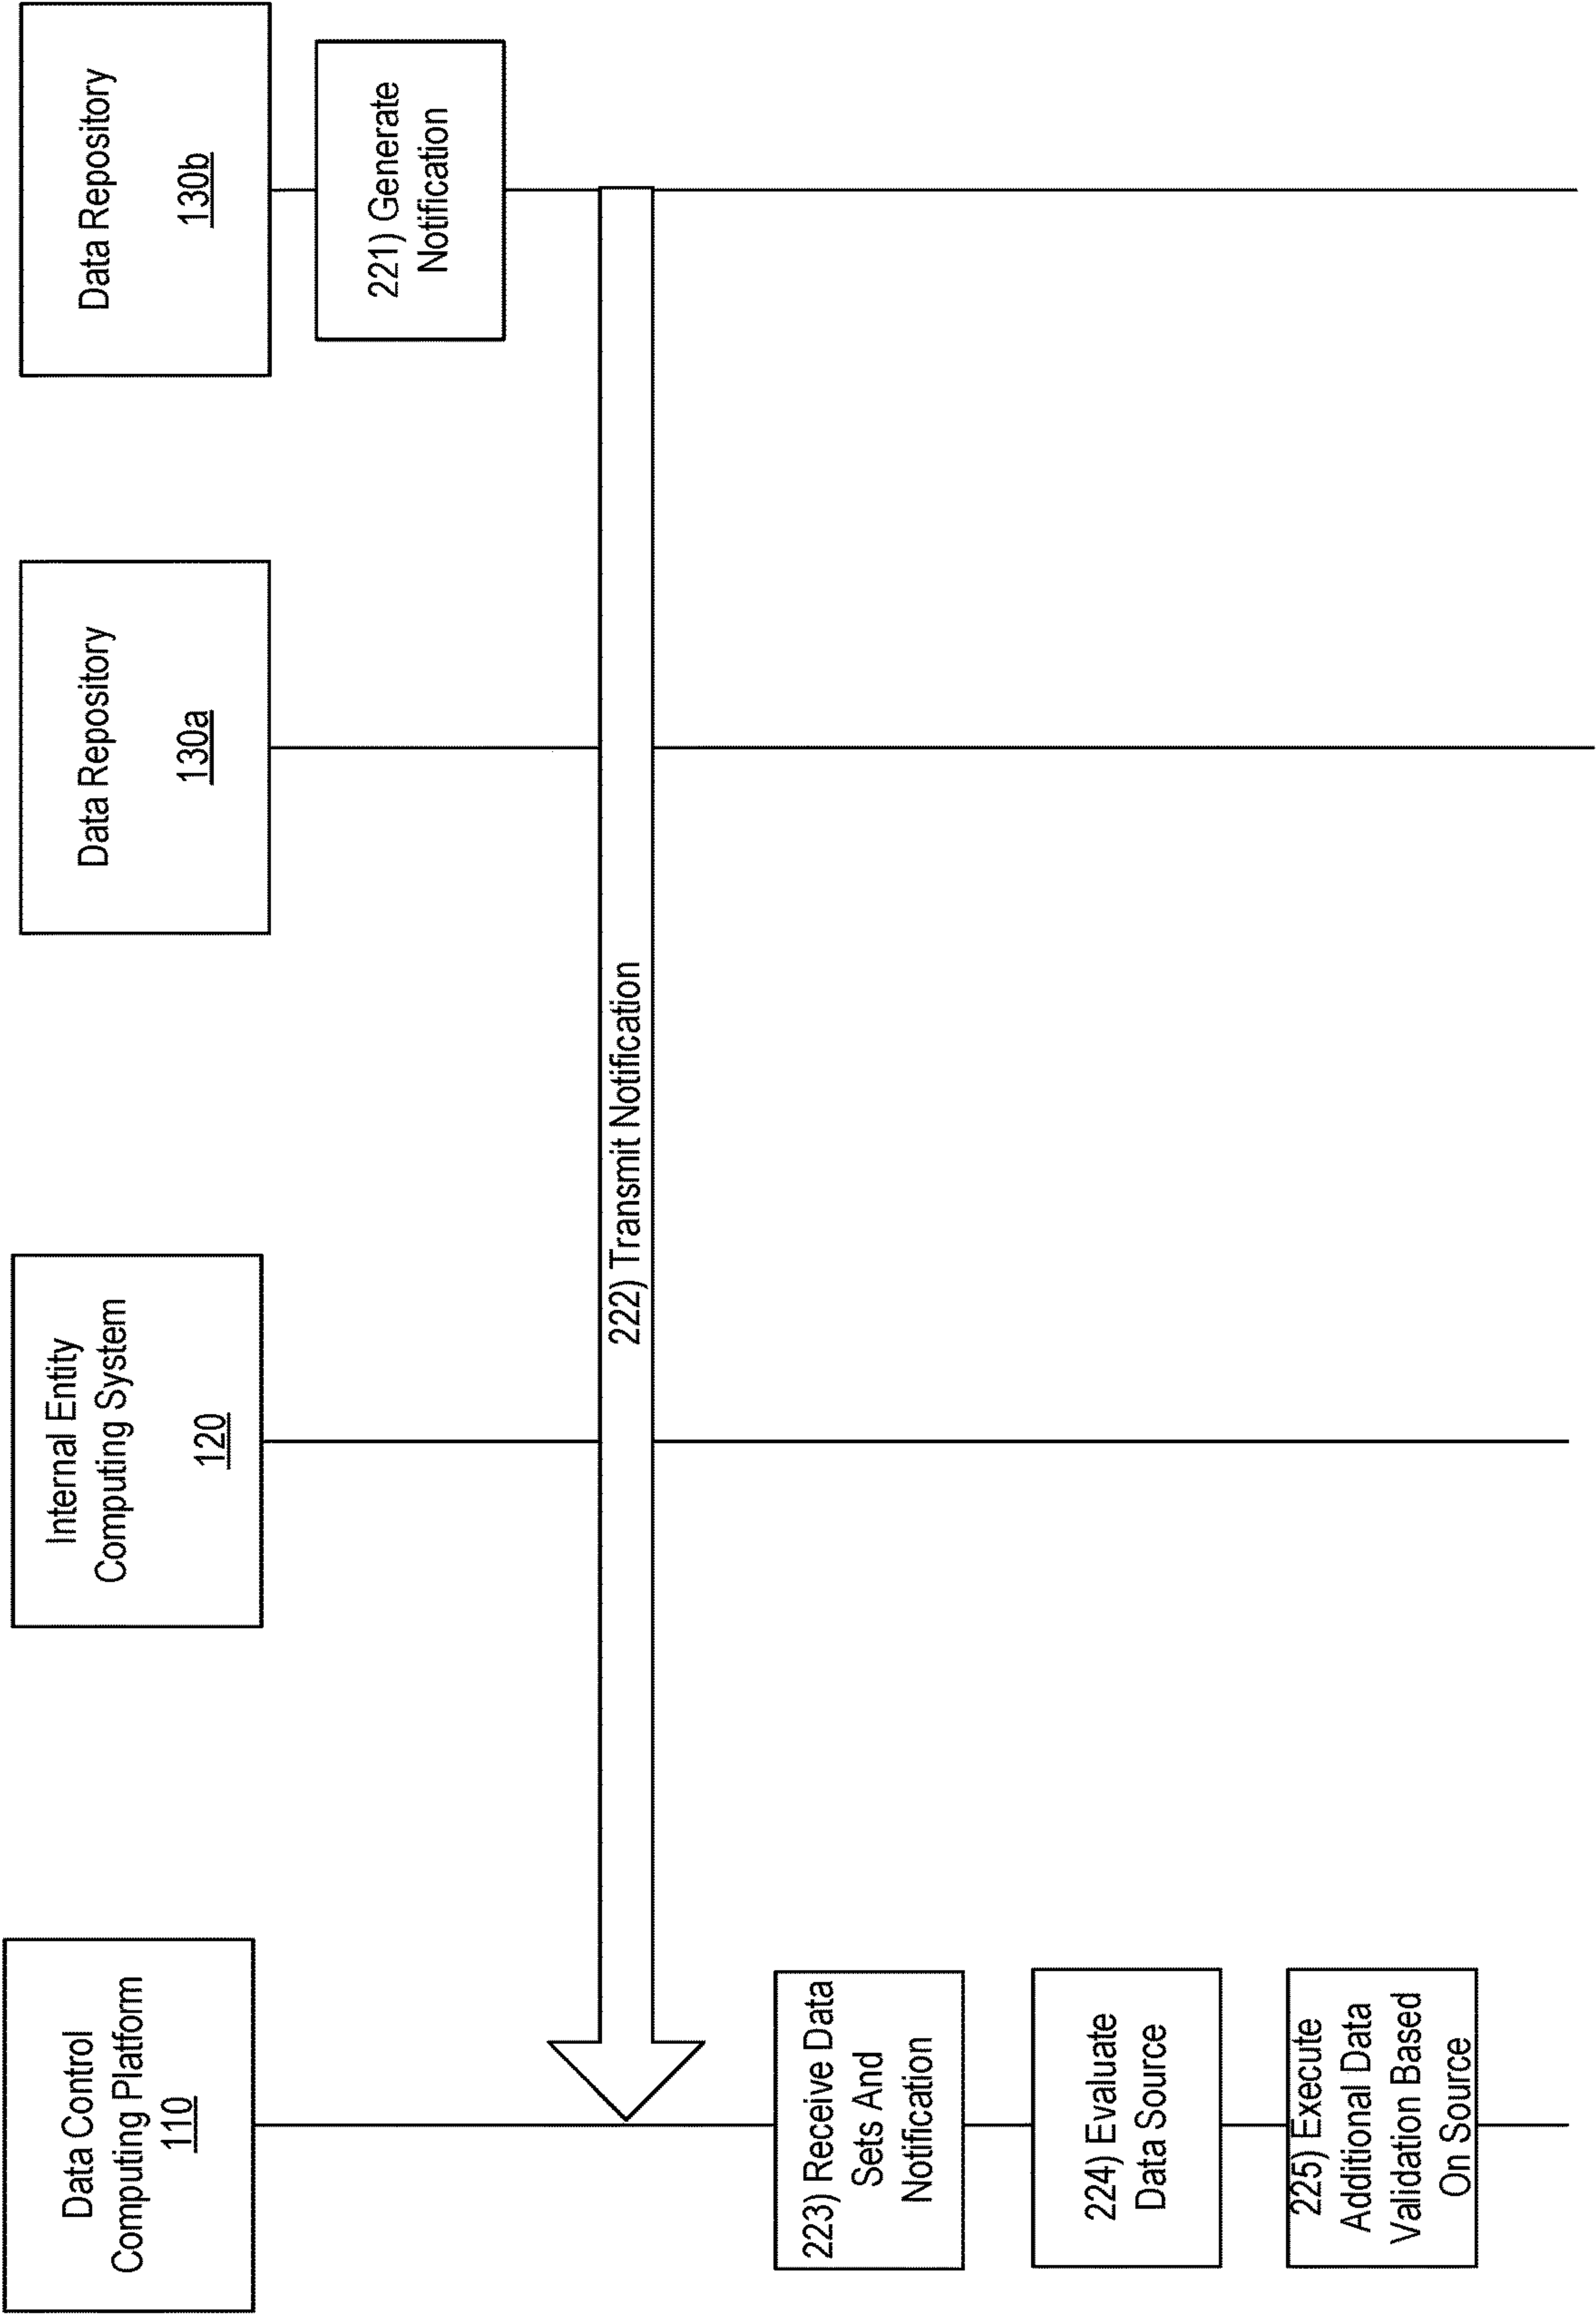 Data Control
Computing Platform
110
Internal Entity
Computing System
120
Data Repository
130a
Data Repository
130b
221) Generate
Notification
222) Transmit Notification
223) Receive Data
Sets And
Notification
224) Evaluate
Data Source
225) Execute
Additional Data
Validation Based
On Source